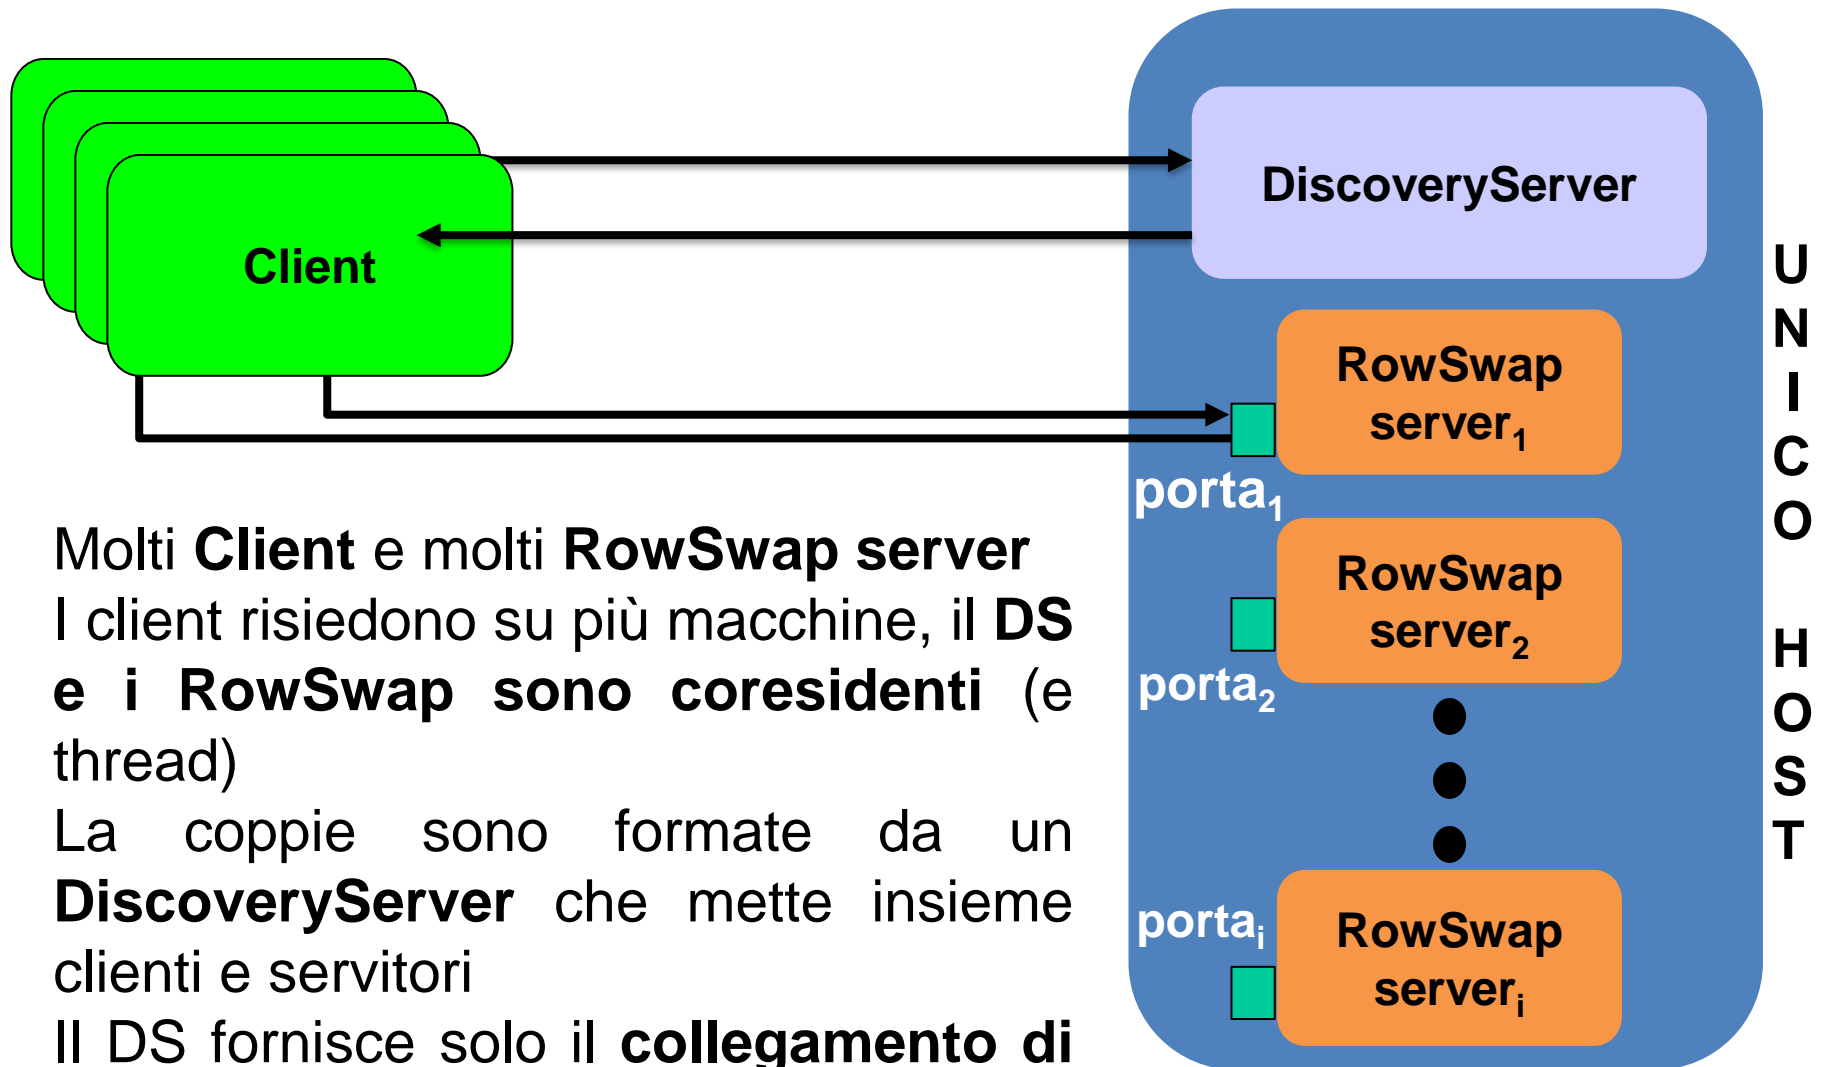 DiscoveryServer
Client
RowSwap
server1
porta1
RowSwap
server2
porta2
portai
RowSwap
serveri
U
N
I
C
O
H
O
S
T
Molti Client e molti RowSwap server
I client risiedono su più macchine, il DS
e i RowSwap sono coresidenti (e
thread)
La coppie sono formate da un
DiscoveryServer che mette insieme
clienti e servitori
Il DS fornisce solo il collegamento di